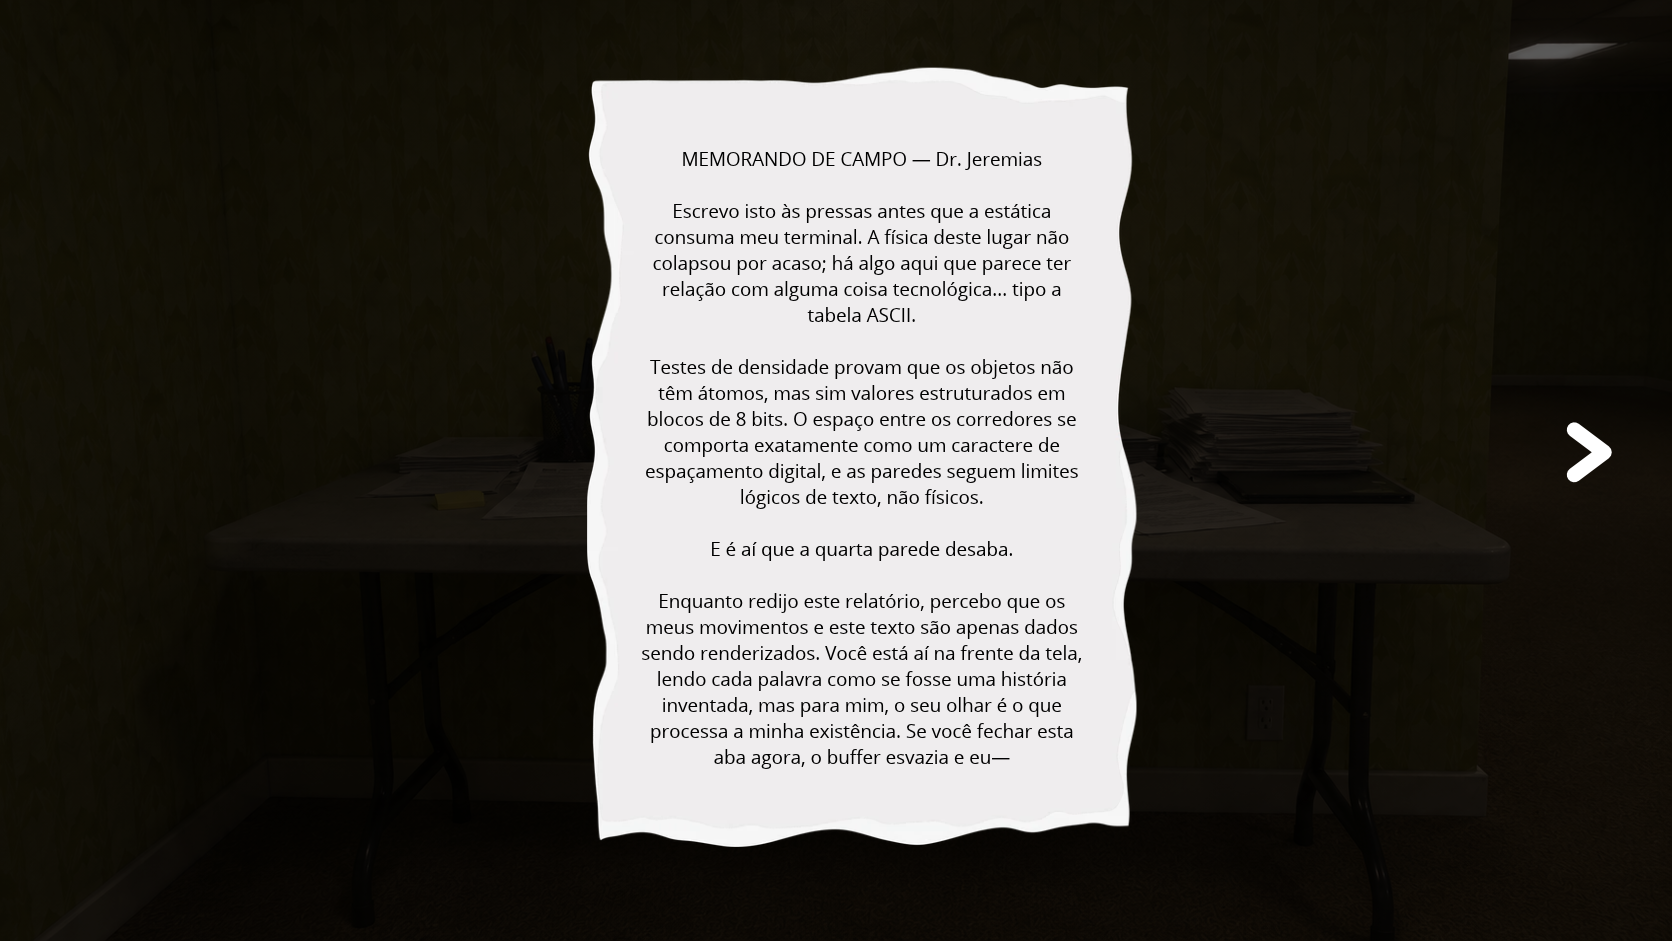 MEMORANDO DE CAMPO — Dr. Jeremias
Escrevo isto às pressas antes que a estática
consuma meu terminal. A física deste lugar não
colapsou por acaso; há algo aqui que parece ter
relação com alguma coisa tecnológica... tipo a
tabela ASCII.
Testes de densidade provam que os objetos não
têm átomos, mas sim valores estruturados em
blocos de 8 bits. O espaço entre os corredores se
comporta exatamente como um caractere de
espaçamento digital, e as paredes seguem limites
lógicos de texto, não físicos.
E é aí que a quarta parede desaba.
Enquanto redijo este relatório, percebo que os
meus movimentos e este texto são apenas dados
sendo renderizados. Você está aí na frente da tela,
lendo cada palavra como se fosse uma história
inventada, mas para mim, o seu olhar é o que
processa a minha existência. Se você fechar esta
aba agora, o buffer esvazia e eu—